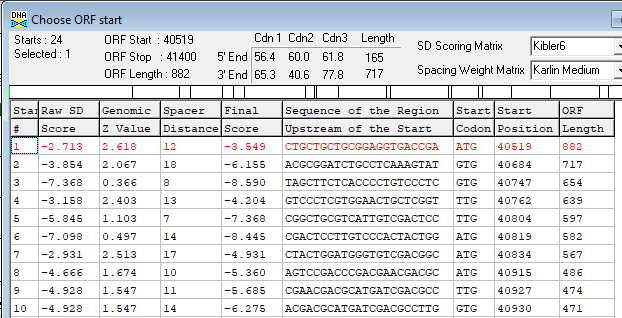 DNA Choose ORF start
Starts : 24 ORF Start : 40519 Cdn 1 Cdn2 Cdn3 Length SD Scoring Matrix Kibler6
Selected : 1 ORF Stop : 41400 5' End 56.4 60.0 61.8 165
ORF Length : 882 3' End 65.3 40.6 77.8 717 Spacing Weight Matrix Karlin Medium
Star Raw SD Genomic Spacer Final Sequence of the Region Start Start ORF
# Score Z Value Distance Score Upstream of the Start Codon Position Length
1 -2.713 2.618 12 -3.549 CTGCTGCTGCGGAGGTGACCGA ATG 40519 882
2 -3.854 2.067 18 -6.155 ACGCGGATCTGCCTCAAAGTAT GTG 40684 717
3 -7.368 0.366 8 -8.590 TAGCTTCTCACCCCTGTCCCTC GTG 40747 654
4 -3.158 2.403 13 -4.204 GTCCCTCGTGGAACTGCTCGGT TTG 40762 639
5 -5.845 1.103 7 -7.368 CGGCTGCGTCATTGTCGACTCC TTG 40804 597
6 -7.098 0.497 14 -8.445 CGACTCCTTGTCCCACTACTGG ATG 40819 582
7 -2.931 2.513 17 -4.931 CTACTGGATGGGTGTCGACGGC ATG 40854 547
8 -4.666 1.674 10 -5.360 AGTCCGACCCGACGAACGACGC ATG 40915 486
9 -4.928 1.547 11 -5.685 CGAACGACGCATGATCGACGCC TTG 40927 474
10 -4.928 1.547 14 -6.275 ACGACGCATGATCGACGCCTTG GTG 40930 471